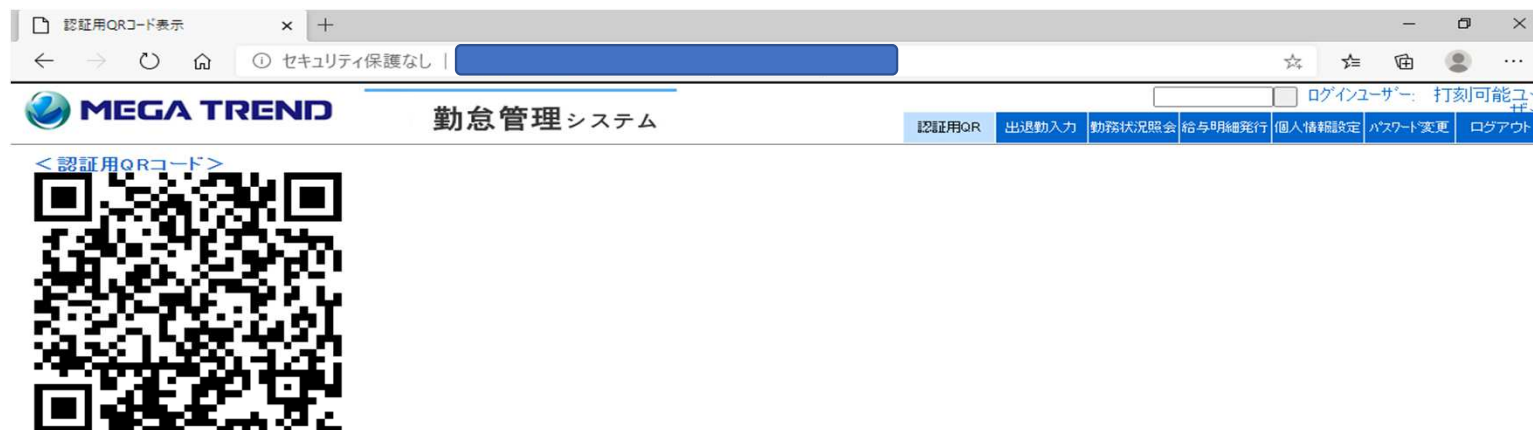 認証用QRコード表示
セキュリティ保護なし
MEGA TREND
勤怠管理システム
ログインユーザー: 打刻可能ユーザー
認証用QR 出退勤入力 勤務状況照会 給与明細発行 個人情報設定 パスワード変更 ログアウト
<認証用QRコード>